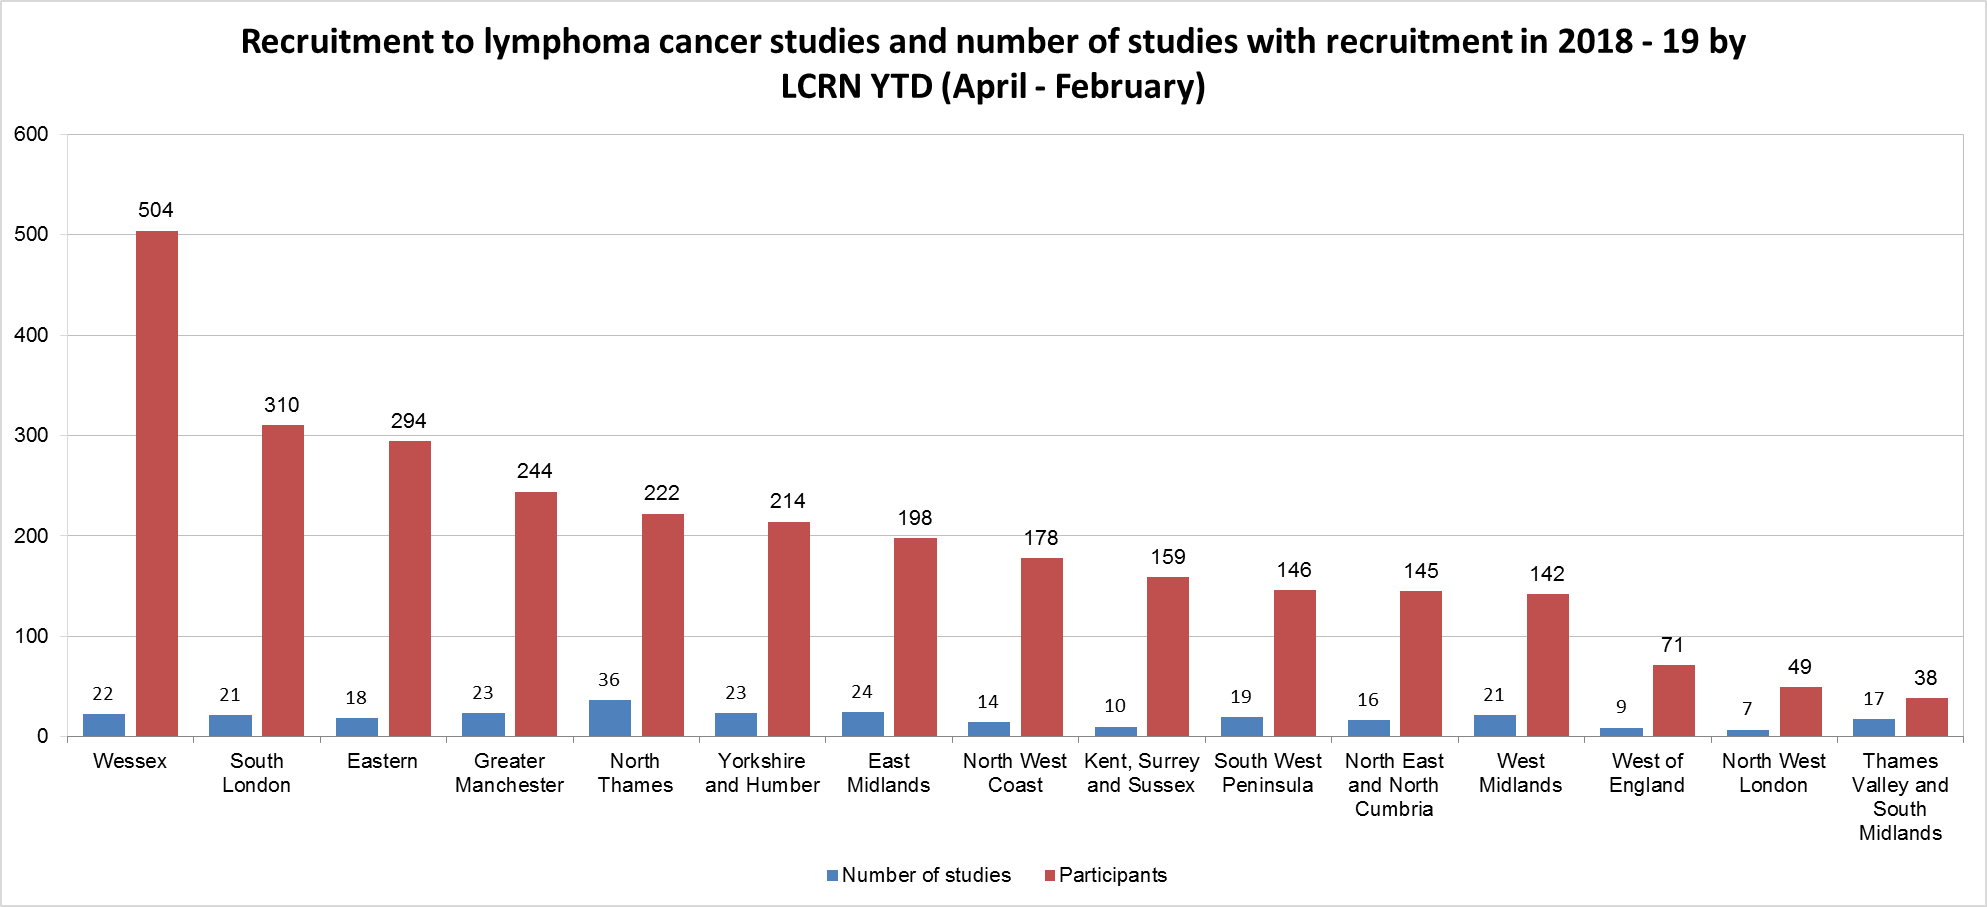 Recruitment to lymphoma cancer studies and number of studies with recruitment in 2018 - 19 by
LCRN YTD (April - February)
600
500
400
300
200
100
0
504
310
294
244
222
214
198
178
159
146
145
142
71
49
38
22
21
18
23
36
23
24
14
10
19
16
21
9
7
17
Wessex
South
London
Eastern
Greater
Manchester
North
Thames
Yorkshire
and Humber
East
Midlands
North West
Coast
Kent, Surrey
and Sussex
South West
Peninsula
North East
and North
Cumbria
West
Midlands
West of
England
North West
London
Thames
Valley and
South
Midlands
Number of studies
Participants